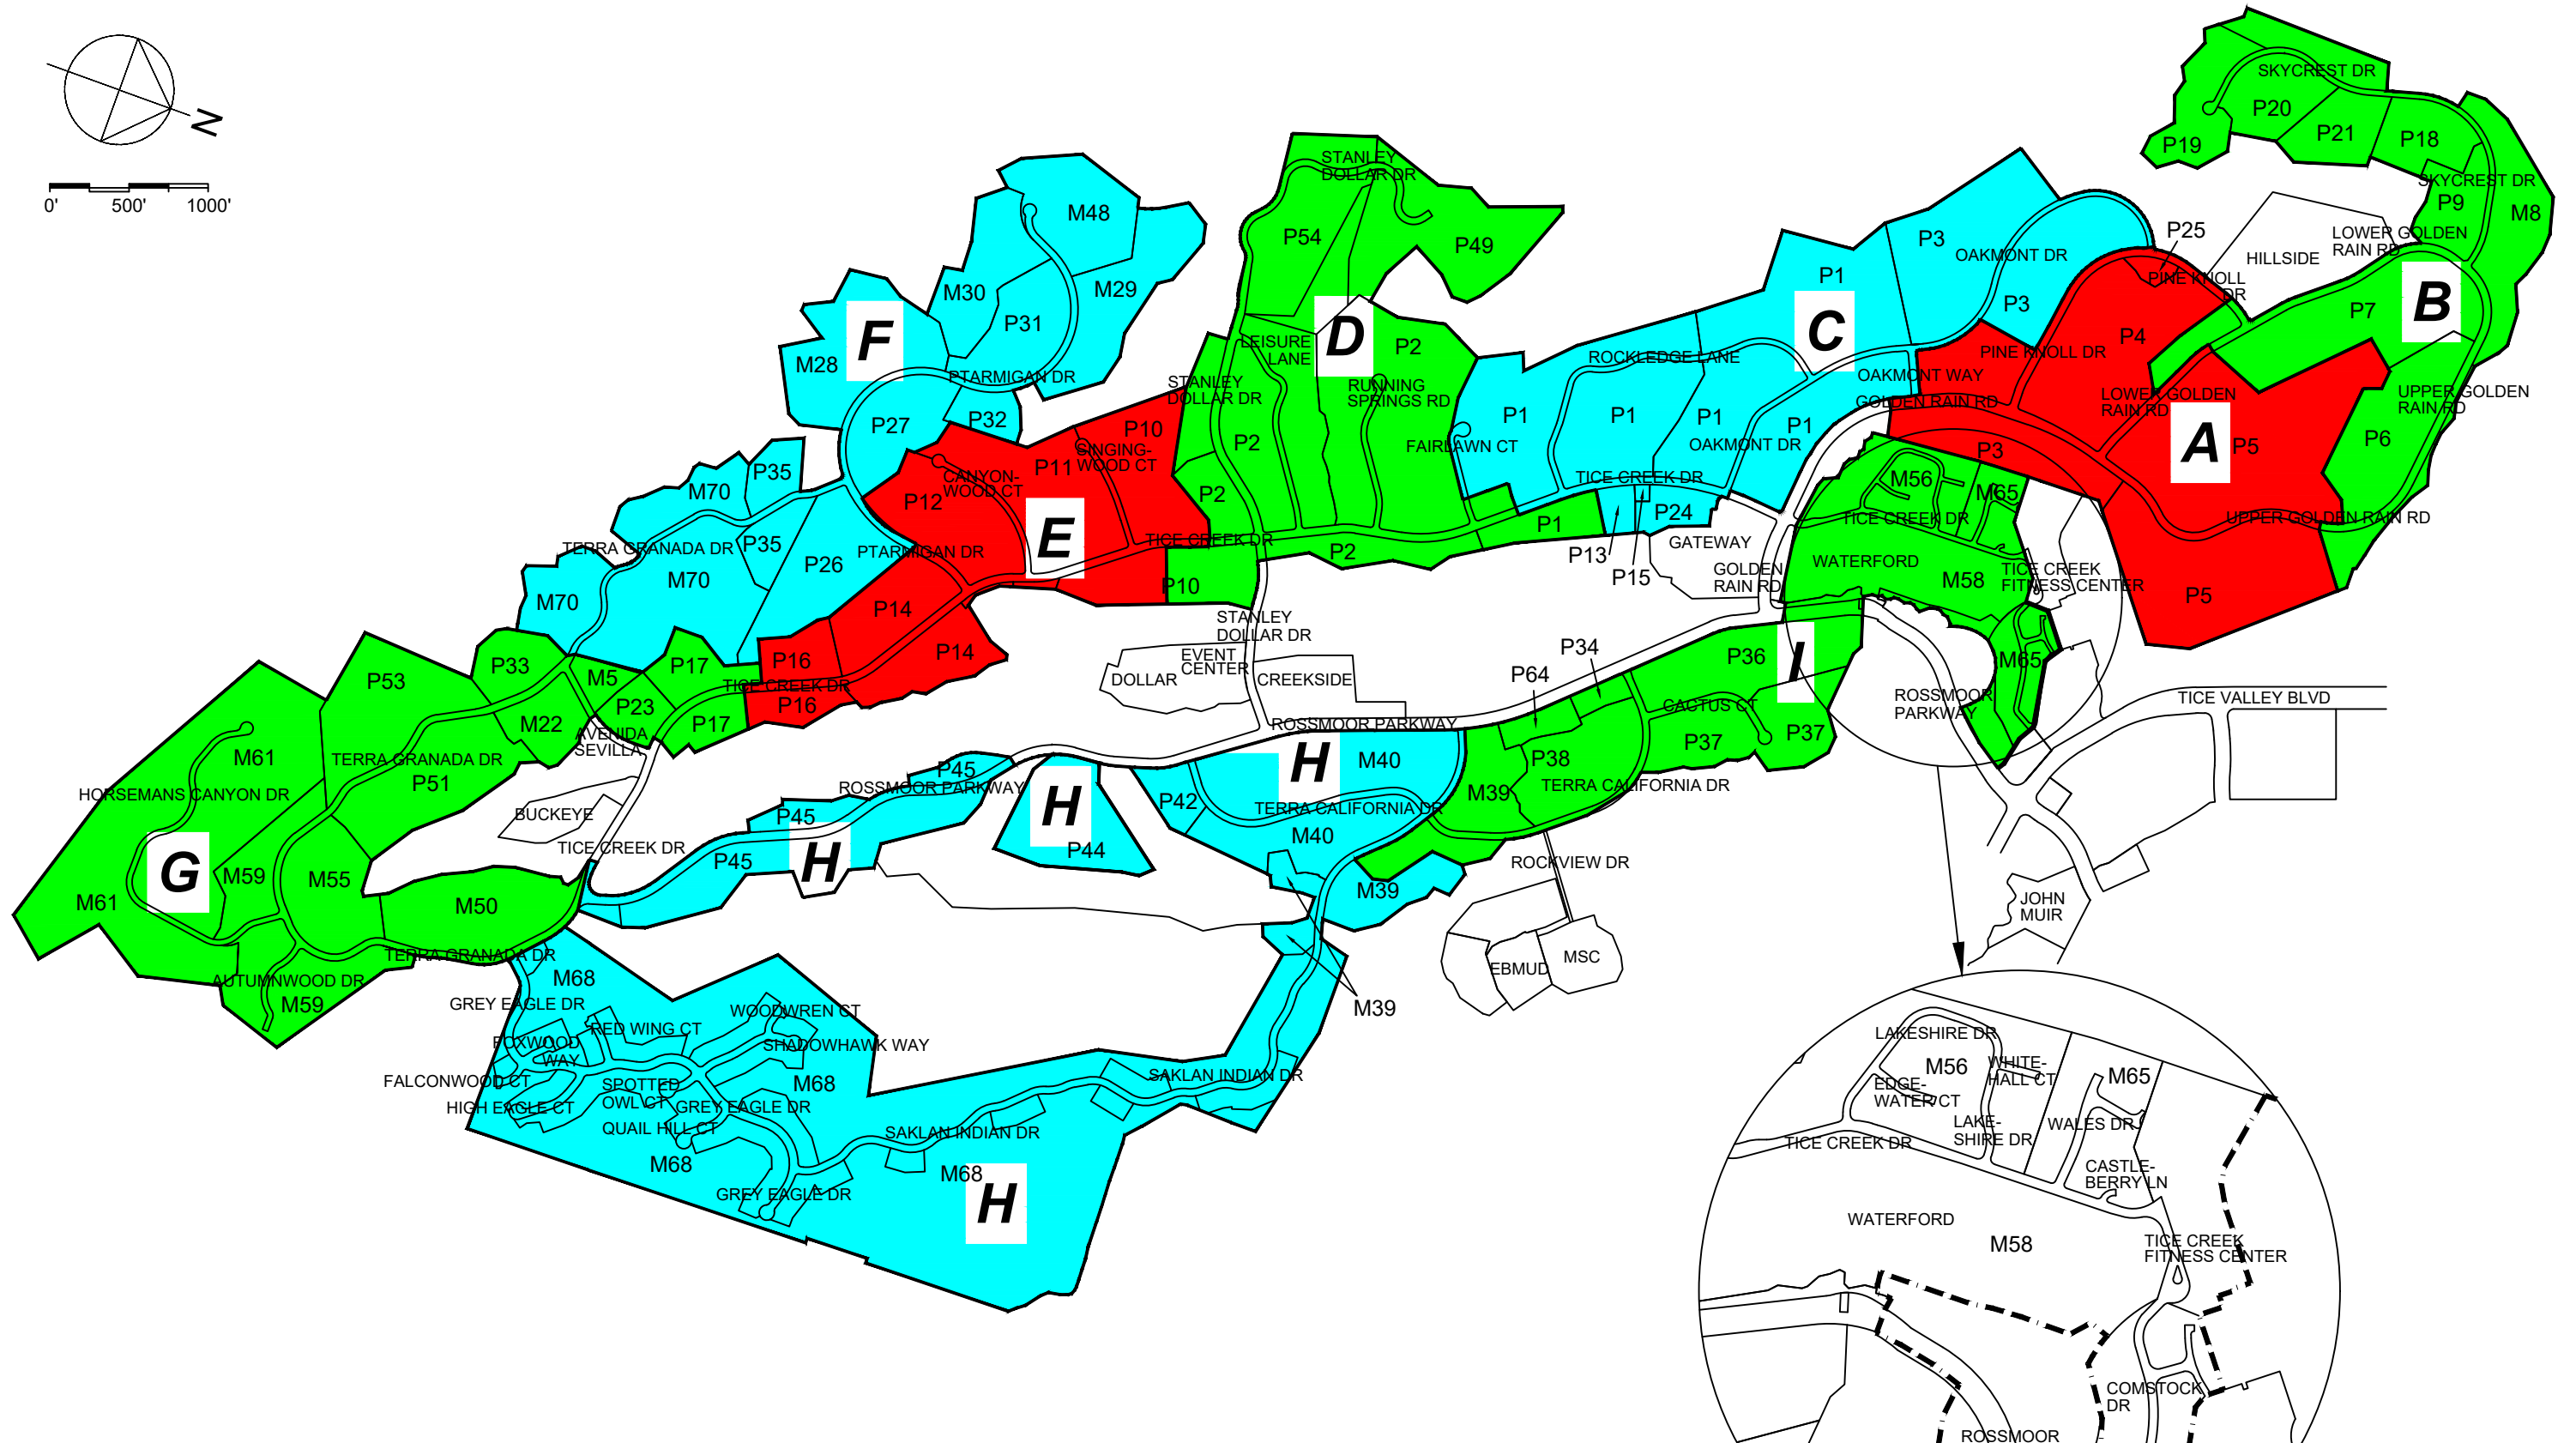 N
0' 500' 1000'
SKYCREST DR
P20
P21
P18
P19
SKYCREST DR
P9
M8
P25
LOWER GOLDEN
RAIN RD
HILLSIDE
PINE KNOLL
DR
B
P7
P6
UPPER GOLDEN
RAIN RD
UPPER GOLDEN RAIN RD
P4
PINE KNOLL DR
LOWER GOLDEN
RAIN RD
A
P5
P5
P3
GOLDEN RAIN RD
OAKMONT WAY
P3
OAKMONT DR
P3
P1
C
ROCKLEDGE LANE
P1
P1
P1
P1
OAKMONT DR
FAIRLAWN CT
TICE CREEK DR
P1
P13
P15
P24
GATEWAY
GOLDEN
RAIN RD
STANLEY
DOLLAR DR
P54
P49
D
LEISURE
LANE
P2
RUNNING
SPRINGS RD
STANLEY
DOLLAR DR
P2
P2
P2
TICE CREEK DR
P10
M48
M30
M29
P31
F
M28
PTARMIGAN DR
P27
P32
P10
SINGING-
WOOD CT
P11
CANYON-
WOOD CT
P12
E
PTARMIGAN DR
P14
P14
P16
P16
TICE CREEK DR
P35
M70
P35
TERRA GRANADA DR
M70
P26
M70
P33
M5
P17
P17
P23
M22
AVENIDA
SEVILLA
P53
TERRA GRANADA DR
P51
M61
HORSEMANS CANYON DR
G
M59
M55
M61
M50
TERRA GRANADA DR
AUTUMNWOOD DR
M59
BUCKEYE
TICE CREEK DR
STANLEY
DOLLAR DR
EVENT
CENTER
DOLLAR
CREEKSIDE
ROSSMOOR PARKWAY
P45
ROSSMOOR PARKWAY
P45
H
P45
H
P44
H
M40
P42
TERRA CALIFORNIA DR
M40
M39
M39
M39
P64
P34
P36
I
CACTUS CT
P38
P37
P37
TERRA CALIFORNIA DR
ROCKVIEW DR
EBMUD
MSC
M56
M65
TICE CREEK DR
WATERFORD
M58
TICE CREEK
FITNESS CENTER
M65
ROSSMOOR
PARKWAY
TICE VALLEY BLVD
JOHN
MUIR
M68
GREY EAGLE DR
WOODWREN CT
RED WING CT
FOXWOOD
WAY
SHADOWHAWK WAY
FALCONWOOD CT
SPOTTED
OWL CT
M68
HIGH EAGLE CT
GREY EAGLE DR
QUAIL HILL CT
M68
GREY EAGLE DR
SAKLAN INDIAN DR
SAKLAN INDIAN DR
M68
H
LAKESHIRE DR
M56
WHITE-
HALL CT
M65
EDGE-
WATER CT
LAKE-
SHIRE DR
WALES DR
TICE CREEK DR
CASTLE-
BERRY LN
WATERFORD
M58
TICE CREEK
FITNESS CENTER
COMSTOCK
DR
ROSSMOOR